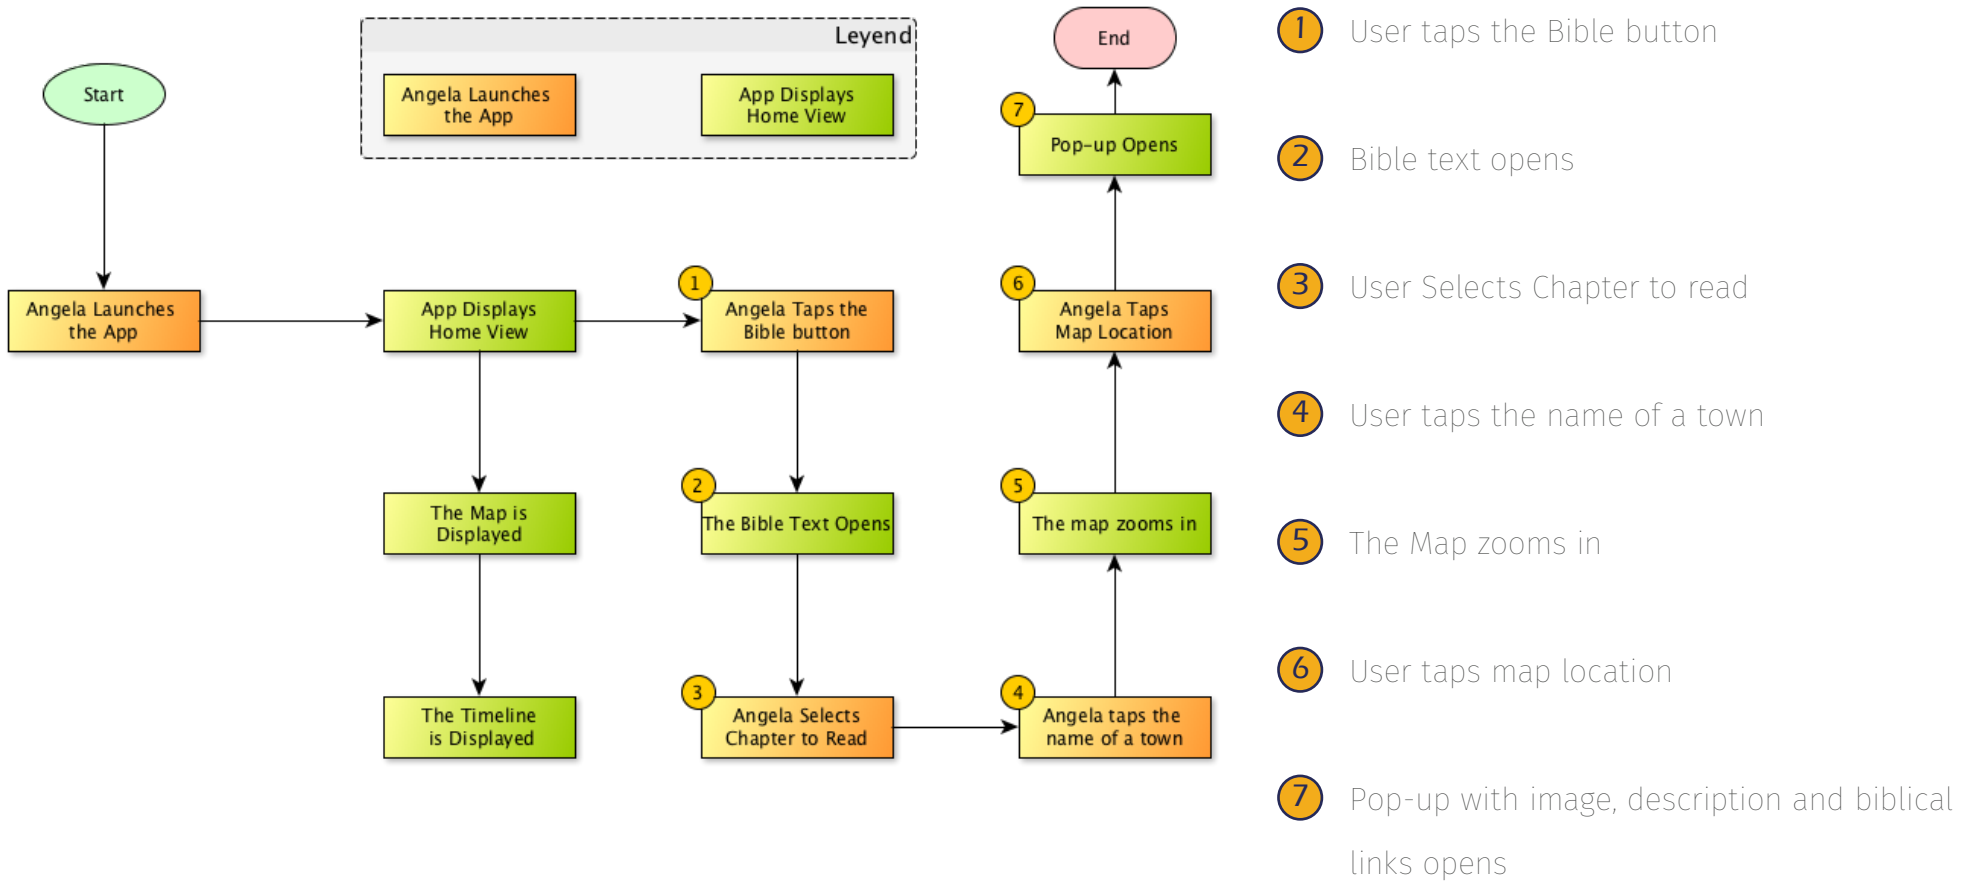 Start
Leyend
Angela Launches
the App
App Displays
Home View
End
7
Pop-up Opens
Angela Launches
the App
App Displays
Home View
1
Angela Taps the
Bible button
6
Angela Taps
Map Location
The Map is
Displayed
2
The Bible Text Opens
5
The map zooms in
The Timeline
is Displayed
3
Angela Selects
Chapter to Read
4
Angela taps the
name of a town
1 User taps the Bible button
2 Bible text opens
3 User Selects Chapter to read
4 User taps the name of a town
5 The Map zooms in
6 User taps map location
7 Pop-up with image, description and biblical
links opens